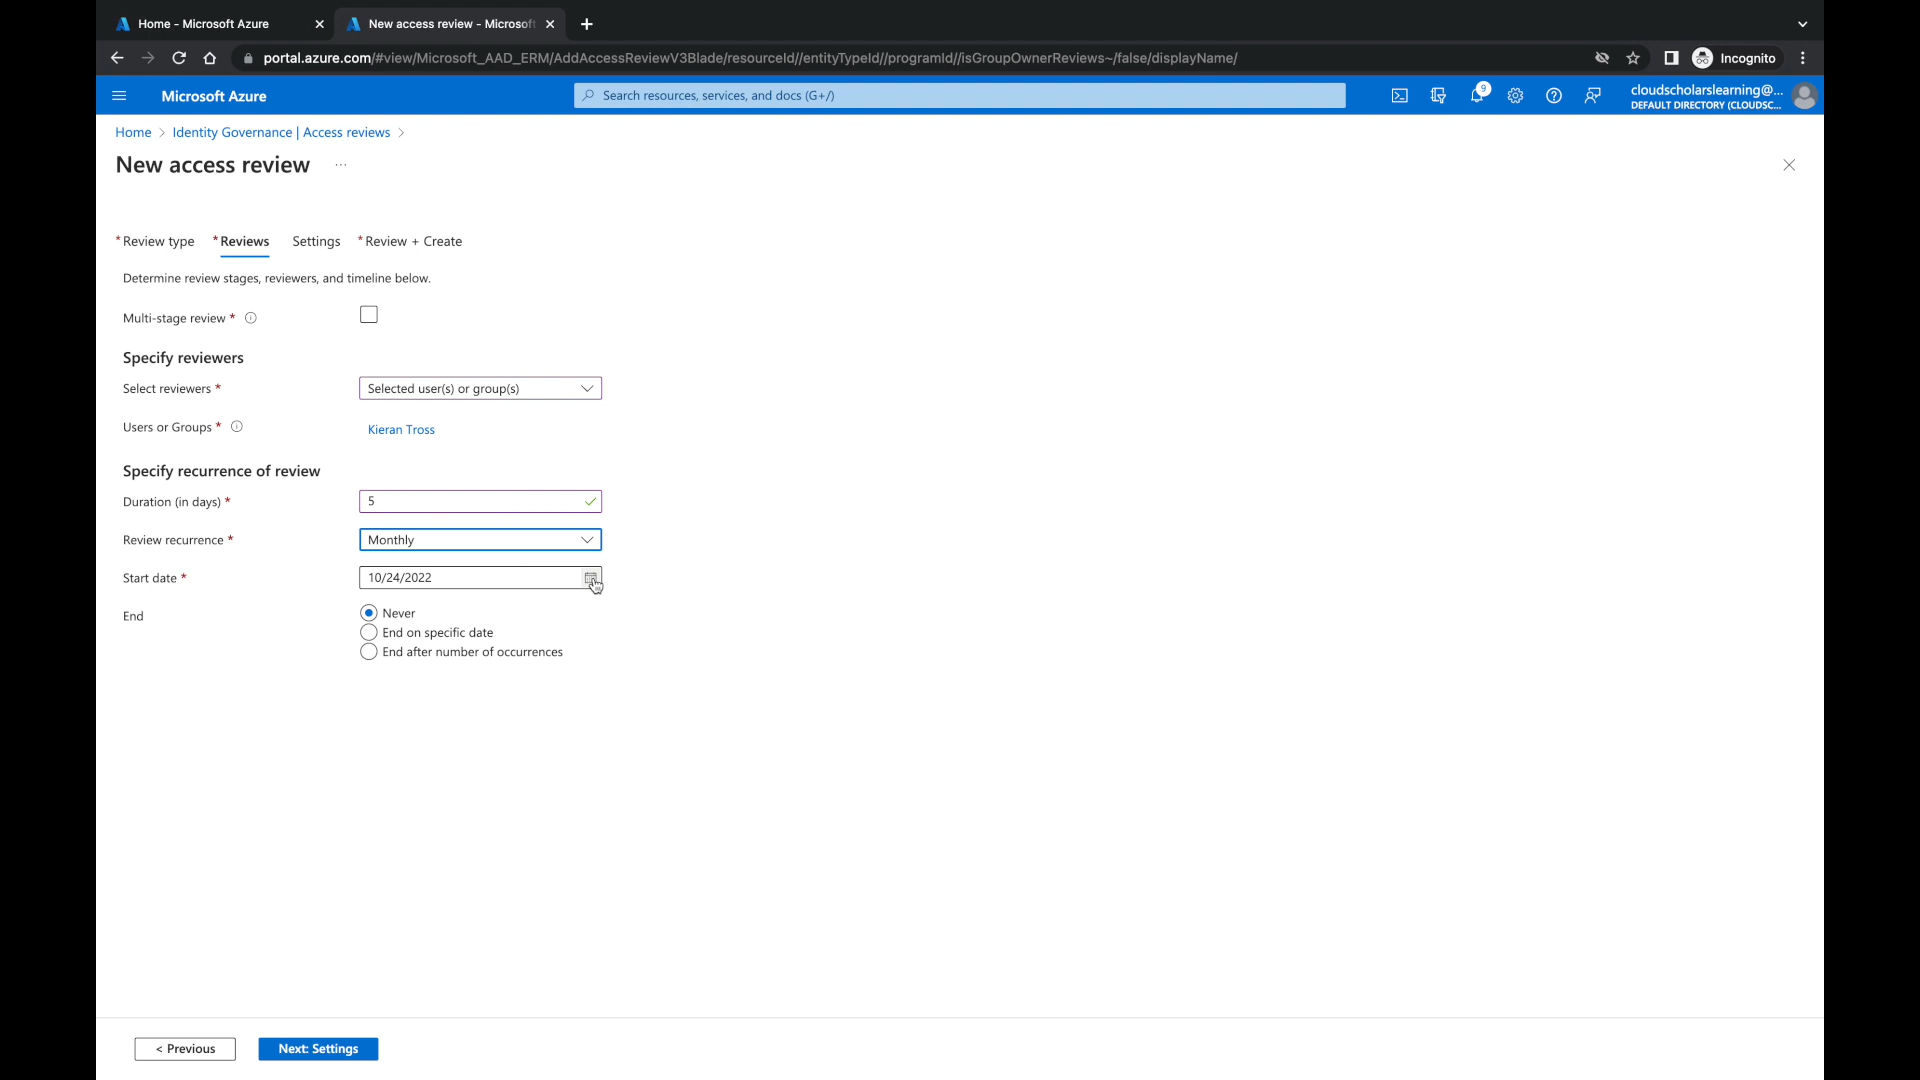 Home - Microsoft Azure
New access review - Microsoft
portal.azure.com/#view/Microsoft_AAD_ERM/AddAccessReviewV3Blade/resourceId//entityTypeId//programId//isGroupOwnerReviews~/false/displayName/
Incognito
Microsoft Azure
Search resources, services, and docs (G+/)
9
cloudscholarslearning@...
DEFAULT DIRECTORY (CLOUDSC...
Home > Identity Governance | Access reviews >
New access review ...
* Review type * Reviews Settings * Review + Create
Determine review stages, reviewers, and timeline below.
Multi-stage review *
Specify reviewers
Select reviewers * Selected user(s) or group(s)
Users or Groups * Kieran Tross
Specify recurrence of review
Duration (in days) * 5
Review recurrence * Monthly
Start date * 10/24/2022
End Never
End on specific date
End after number of occurrences
< Previous Next: Settings